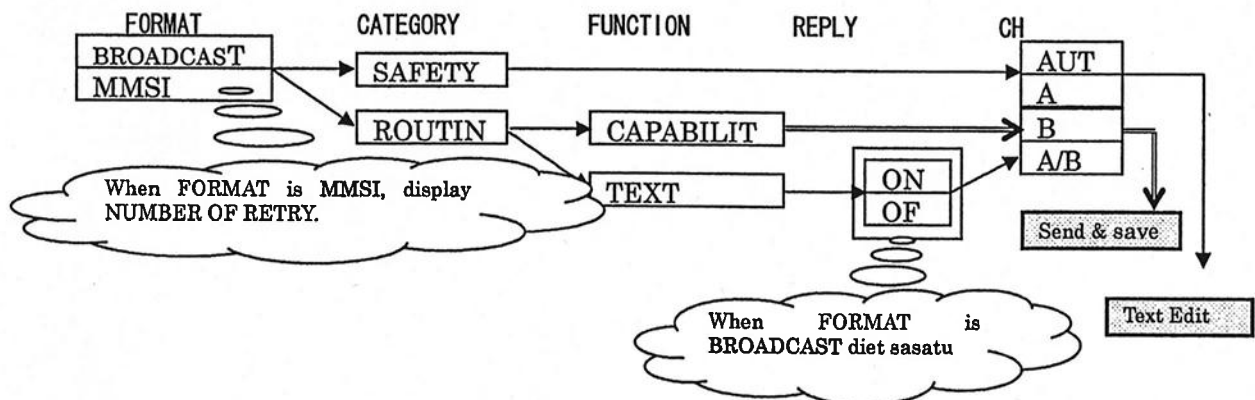 FORMAT CATEGORY FUNCTION REPLY CH
BROADCAST
MMSI
SAFETY
ROUTIN
CAPABILIT
TEXT
ON
OF
AUT
A
B
A/B
When FORMAT is MMSI, display
NUMBER OF RETRY.
Send & save
Text Edit
When FORMAT is
BROADCAST diet sasatu